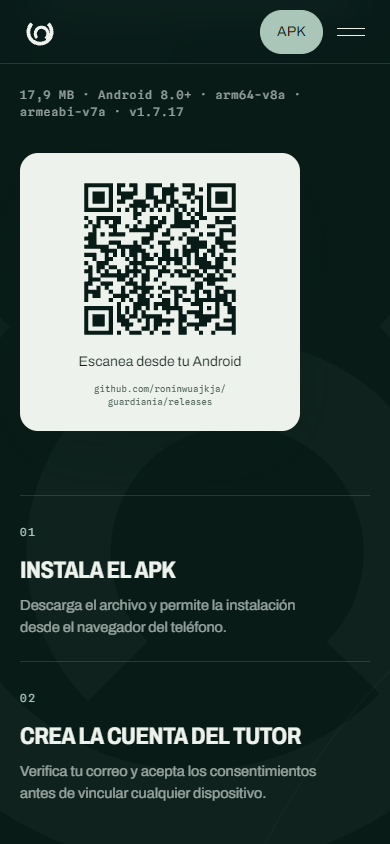 APK
17,9 MB · Android 8.0+ · arm64-v8a ·
armeabi-v7a · v1.7.17
Escanea desde tu Android
github.com/roninwuajkja/
guardiania/releases
01
INSTALA EL APK
Descarga el archivo y permite la instalación
desde el navegador del teléfono.
02
CREA LA CUENTA DEL TUTOR
Verifica tu correo y acepta los consentimientos
antes de vincular cualquier dispositivo.